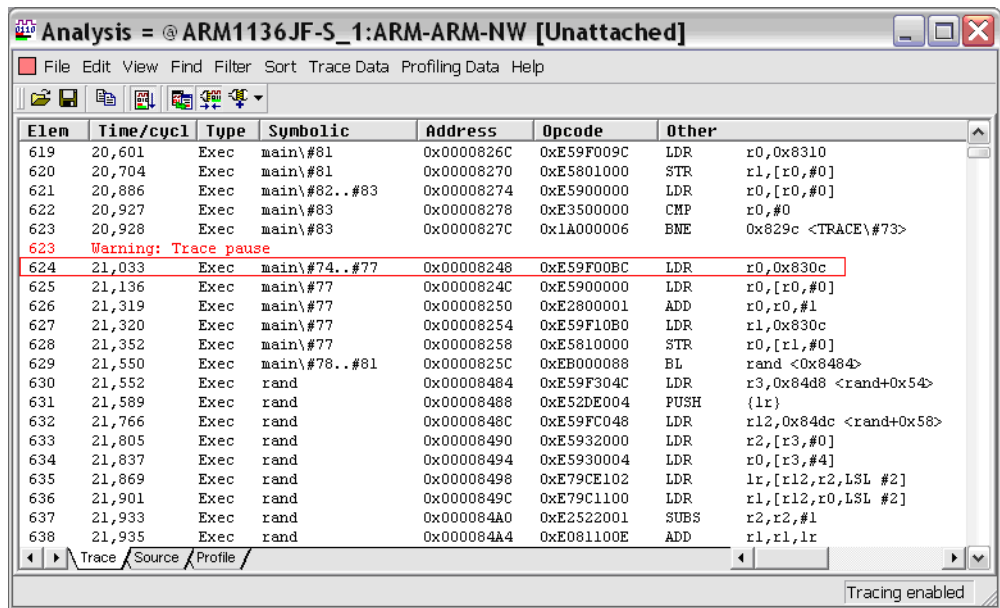 Analysis = @ARM1136JF-S_1:ARM-ARM-NW [Unattached]
File Edit View Find Filter Sort Trace Data Profiling Data Help
Elem Time/cycl Type Symbolic Address Opcode Other
619 20,601 Exec main\#81 0x0000826C 0xE59F009C LDR r0,0x8310
620 20,704 Exec main\#81 0x00008270 0xE5801000 STR r1,[r0,#0]
621 20,886 Exec main\#82..#83 0x00008274 0xE5900000 LDR r0,[r0,#0]
622 20,927 Exec main\#83 0x00008278 0xE3500000 CMP r0,#0
623 20,928 Exec main\#83 0x0000827C 0x1A000006 BNE 0x829c <TRACE\#73>
623 Warning: Trace pause
624 21,033 Exec main\#74..#77 0x00008248 0xE59F00BC LDR r0,0x830c
625 21,136 Exec main\#77 0x0000824C 0xE5900000 LDR r0,[r0,#0]
626 21,319 Exec main\#77 0x00008250 0xE2800001 ADD r0,r0,#1
627 21,320 Exec main\#77 0x00008254 0xE59F10B0 LDR r1,0x830c
628 21,352 Exec main\#77 0x00008258 0xE5810000 STR r0,[r1,#0]
629 21,550 Exec main\#78..#81 0x0000825C 0xEB000088 BL rand <0x8484>
630 21,552 Exec rand 0x00008484 0xE59F304C LDR r3,0x84d8 <rand+0x54>
631 21,589 Exec rand 0x00008488 0xE52DE004 PUSH {lr}
632 21,766 Exec rand 0x0000848C 0xE59FC048 LDR r12,0x84dc <rand+0x58>
633 21,805 Exec rand 0x00008490 0xE5932000 LDR r2,[r3,#0]
634 21,837 Exec rand 0x00008494 0xE5930004 LDR r0,[r3,#4]
635 21,869 Exec rand 0x00008498 0xE79CE102 LDR lr,[r12,r2,LSL #2]
636 21,901 Exec rand 0x0000849C 0xE79C1100 LDR r1,[r12,r0,LSL #2]
637 21,933 Exec rand 0x000084A0 0xE2522001 SUBS r2,r2,#1
638 21,935 Exec rand 0x000084A4 0xE081100E ADD r1,r1,lr
Trace Source Profile
Tracing enabled